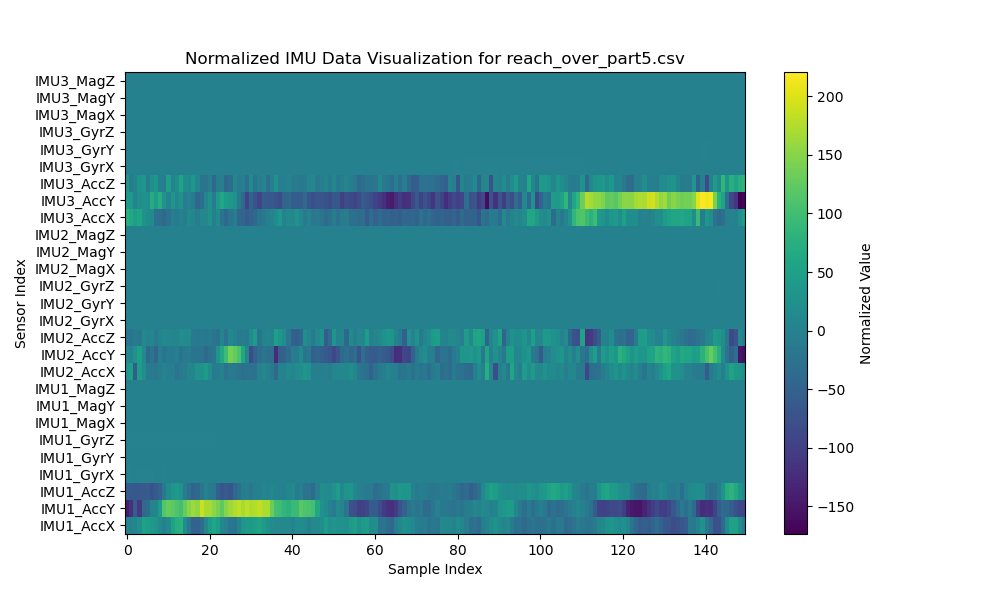 Normalized IMU Data Visualization for reach_over_part5.csv
IMU3_MagZ
IMU3_MagY
IMU3_MagX
IMU3_GyrZ
IMU3_GyrY
IMU3_GyrX
IMU3_AccZ
IMU3_AccY
IMU3_AccX
IMU2_MagZ
IMU2_MagY
IMU2_MagX
IMU2_GyrZ
IMU2_GyrY
IMU2_GyrX
IMU2_AccZ
IMU2_AccY
IMU2_AccX
IMU1_MagZ
IMU1_MagY
IMU1_MagX
IMU1_GyrZ
IMU1_GyrY
IMU1_GyrX
IMU1_AccZ
IMU1_AccY
IMU1_AccX
Sensor Index
0 20 40 60 80 100 120 140
Sample Index
200
150
100
50
0
−50
−100
−150
Normalized Value